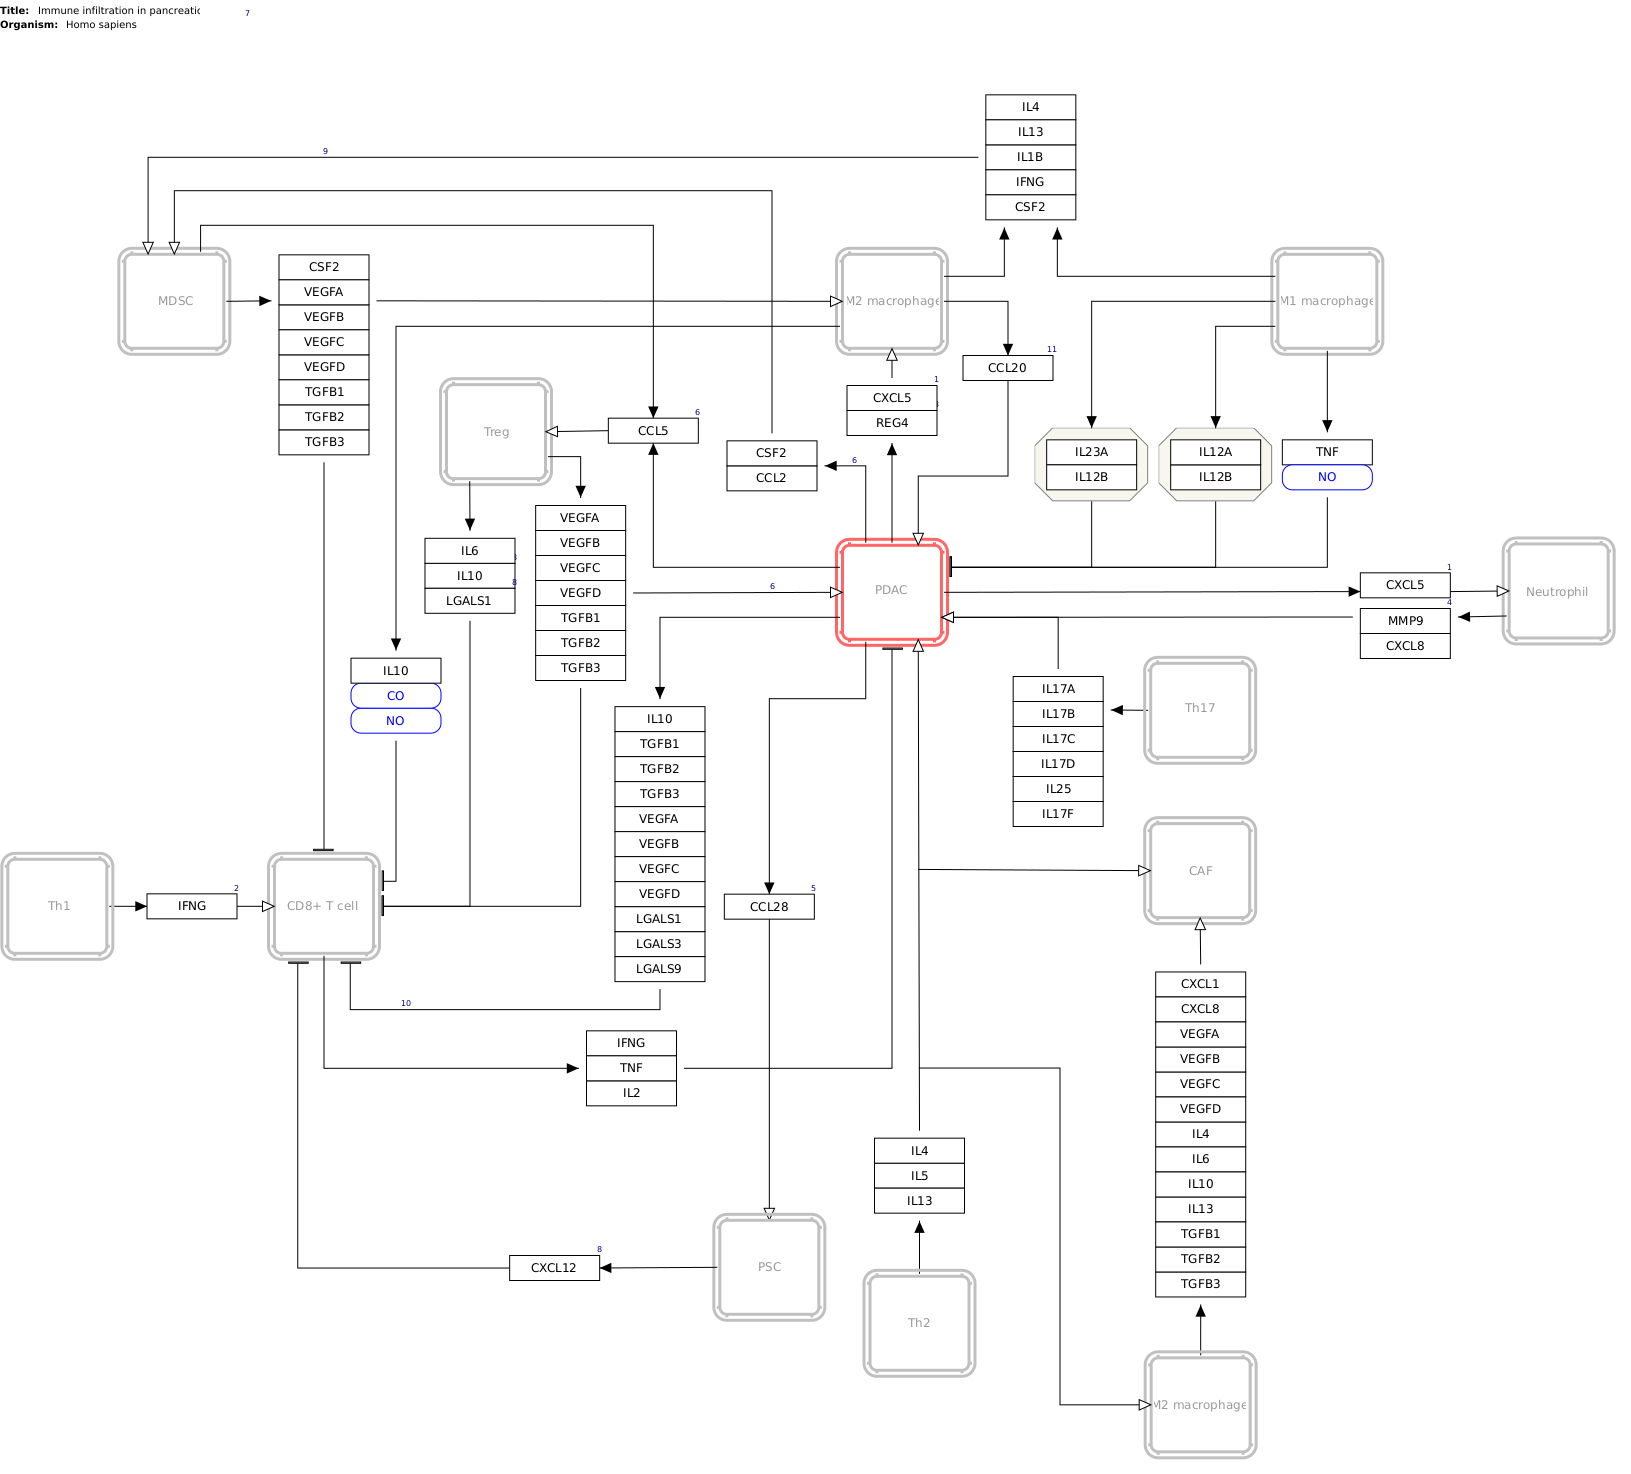 Title: Immune infiltration in pancreatic
7
Organism: Homo sapiens
IL4
IL13
IL1B
IFNG
CSF2
9
MDSC
CSF2
VEGFA
VEGFB
VEGFC
VEGFD
TGFB1
TGFB2
TGFB3
M2 macrophage
M1 macrophage
CCL20
11
CXCL5
REG4
1
Treg
CCL5
6
CSF2
CCL2
6
IL23A
IL12B
IL12A
IL12B
TNF
NO
VEGFA
VEGFB
VEGFC
VEGFD
TGFB1
TGFB2
TGFB3
6
IL6
IL10
LGALS1
8
PDAC
CXCL5
1
MMP9
CXCL8
4
Neutrophil
IL10
CO
NO
IL10
TGFB1
TGFB2
TGFB3
VEGFA
VEGFB
VEGFC
VEGFD
LGALS1
LGALS3
LGALS9
IL17A
IL17B
IL17C
IL17D
IL25
IL17F
Th17
CAF
Th1
IFNG
2
CD8+ T cell
CCL28
5
10
IFNG
TNF
IL2
CXCL1
CXCL8
VEGFA
VEGFB
VEGFC
VEGFD
IL4
IL6
IL10
IL13
TGFB1
TGFB2
TGFB3
IL4
IL5
IL13
CXCL12
8
PSC
Th2
M2 macrophage